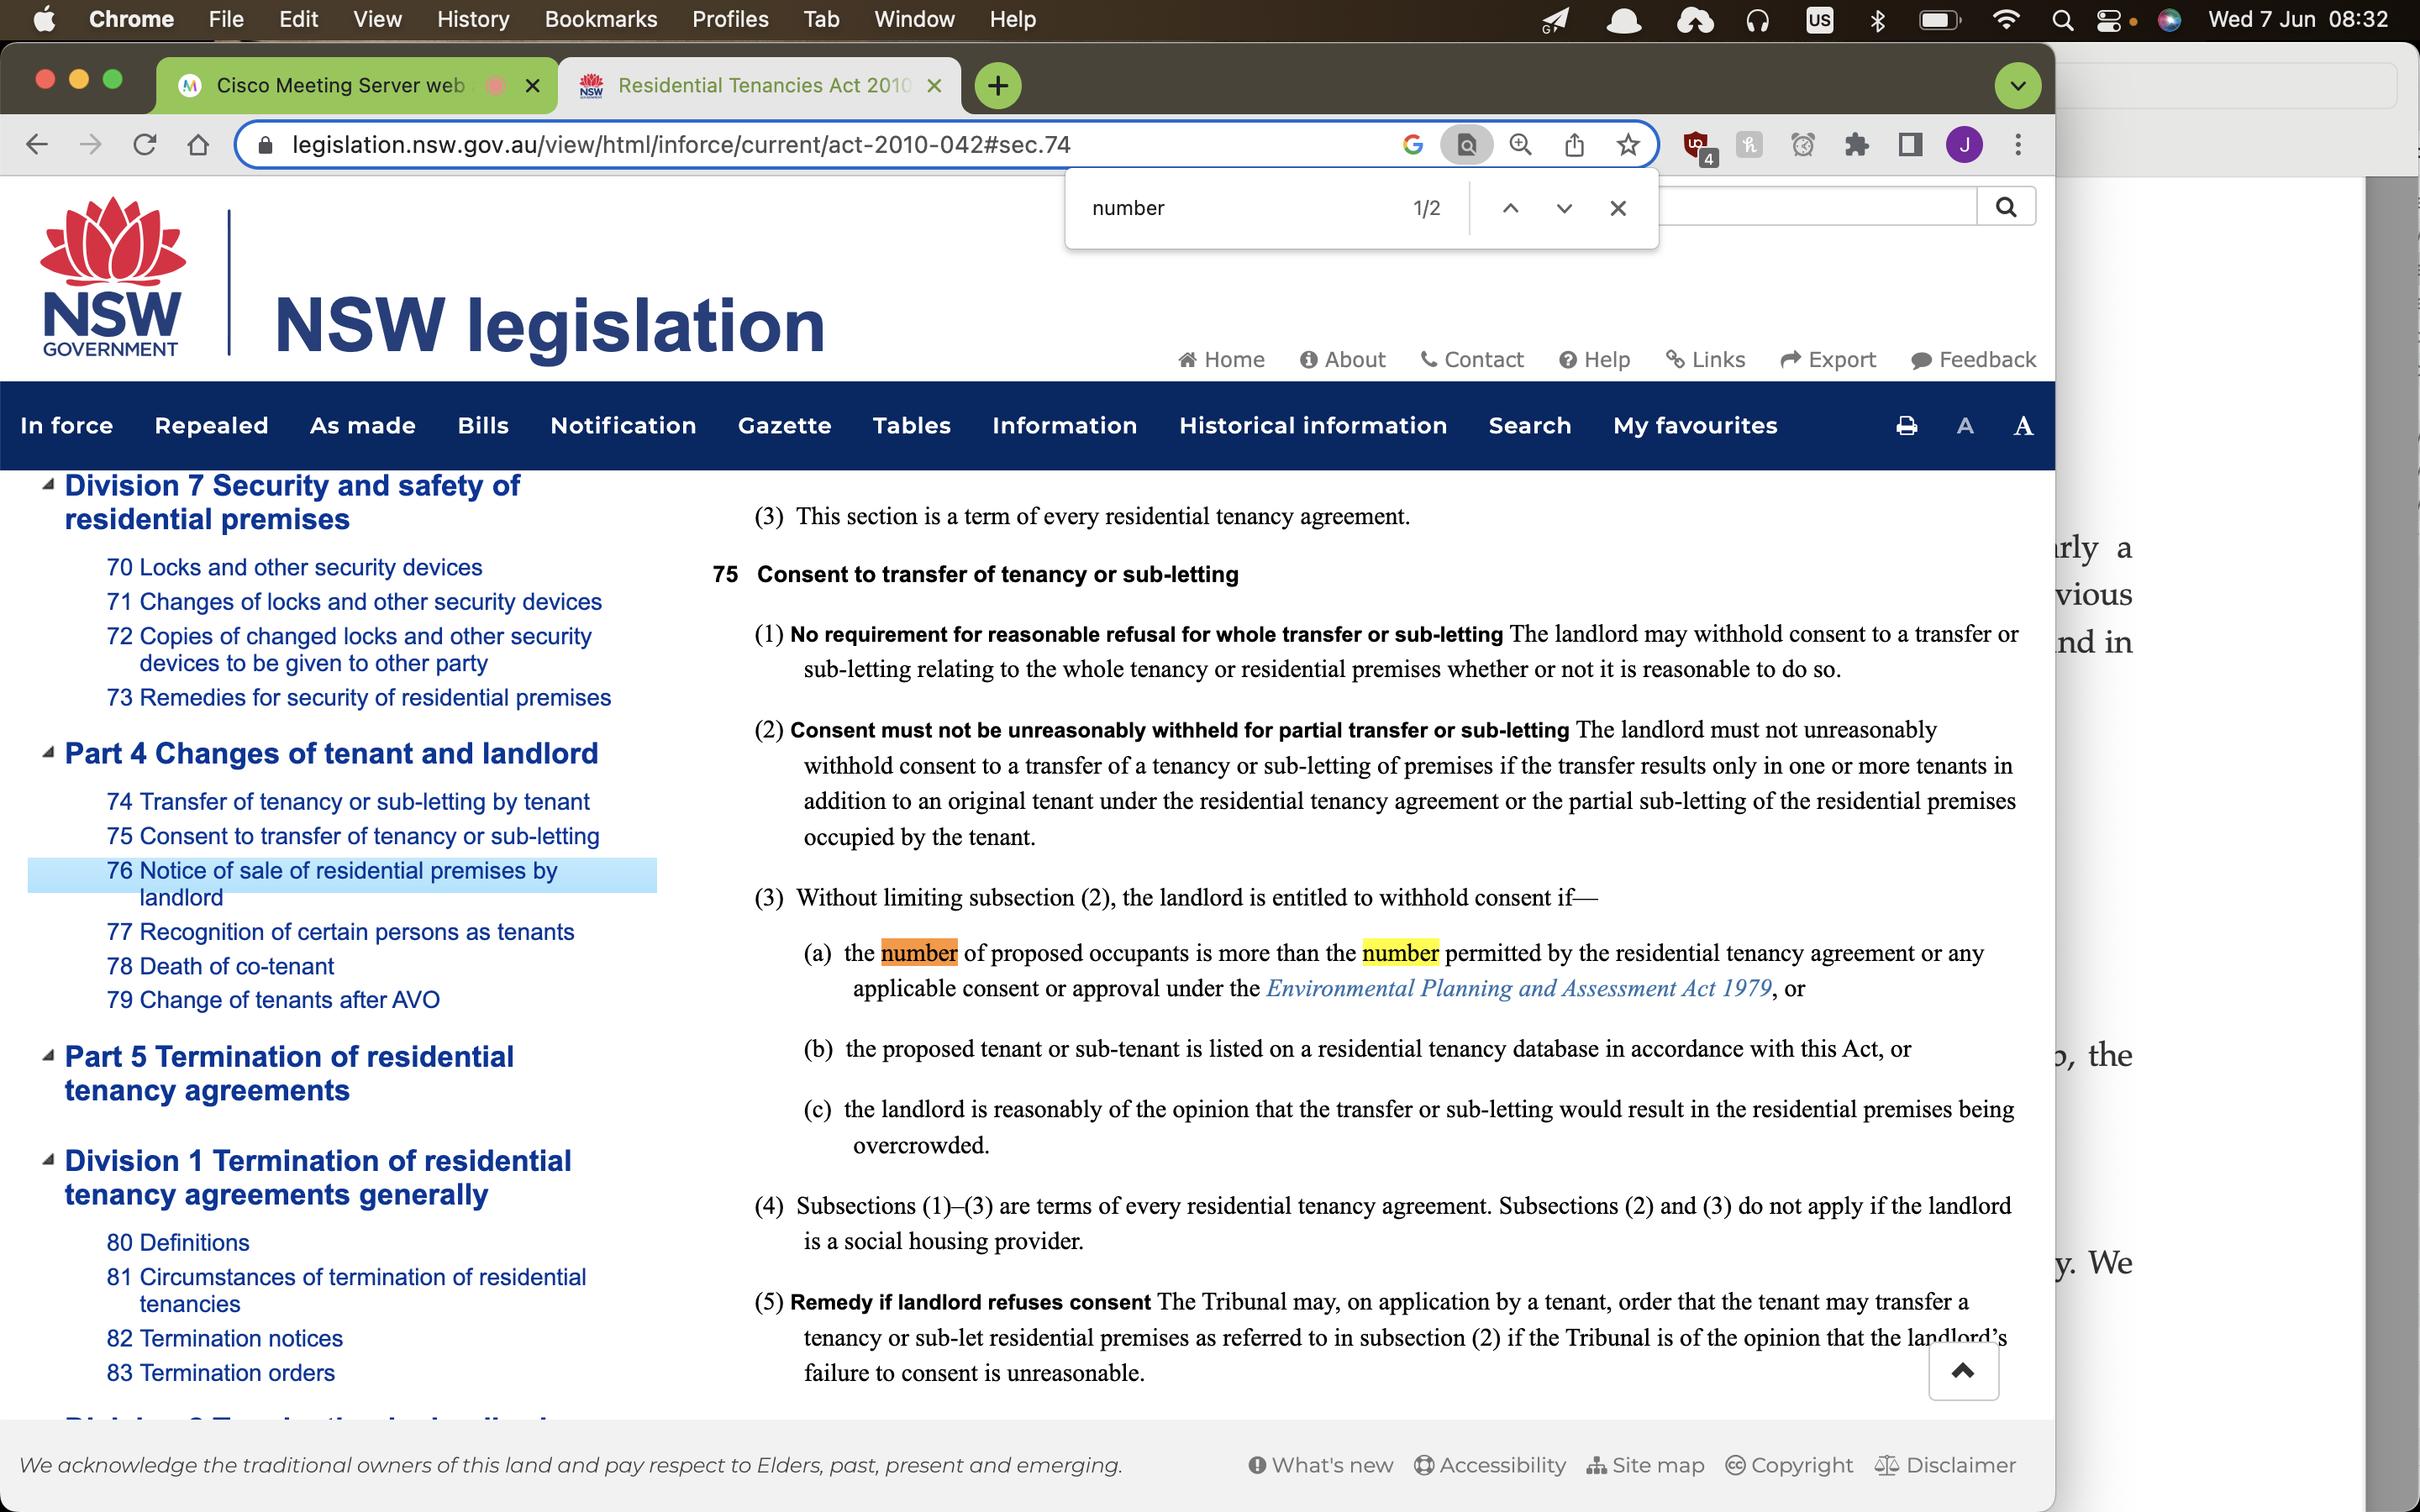 Chrome File Edit View History Bookmarks Profiles Tab Window Help US Wed 7 Jun 08:32
Cisco Meeting Server web
Residential Tenancies Act 2010
legislation.nsw.gov.au/view/html/inforce/current/act-2010-042#sec.74
4
J
number 1/2
NSW
GOVERNMENT
NSW legislation
Home About Contact Help Links Export Feedback
In force Repealed As made Bills Notification Gazette Tables Information Historical information Search My favourites A A
Division 7 Security and safety of
residential premises
70 Locks and other security devices
71 Changes of locks and other security devices
72 Copies of changed locks and other security
devices to be given to other party
73 Remedies for security of residential premises
Part 4 Changes of tenant and landlord
74 Transfer of tenancy or sub-letting by tenant
75 Consent to transfer of tenancy or sub-letting
76 Notice of sale of residential premises by
landlord
77 Recognition of certain persons as tenants
78 Death of co-tenant
79 Change of tenants after AVO
Part 5 Termination of residential
tenancy agreements
Division 1 Termination of residential
tenancy agreements generally
80 Definitions
81 Circumstances of termination of residential
tenancies
82 Termination notices
83 Termination orders
(3) This section is a term of every residential tenancy agreement.
75 Consent to transfer of tenancy or sub-letting
(1) No requirement for reasonable refusal for whole transfer or sub-letting The landlord may withhold consent to a transfer or
sub-letting relating to the whole tenancy or residential premises whether or not it is reasonable to do so.
(2) Consent must not be unreasonably withheld for partial transfer or sub-letting The landlord must not unreasonably
withhold consent to a transfer of a tenancy or sub-letting of premises if the transfer results only in one or more tenants in
addition to an original tenant under the residential tenancy agreement or the partial sub-letting of the residential premises
occupied by the tenant.
(3) Without limiting subsection (2), the landlord is entitled to withhold consent if—
(a) the number of proposed occupants is more than the number permitted by the residential tenancy agreement or any
applicable consent or approval under the Environmental Planning and Assessment Act 1979, or
(b) the proposed tenant or sub-tenant is listed on a residential tenancy database in accordance with this Act, or
(c) the landlord is reasonably of the opinion that the transfer or sub-letting would result in the residential premises being
overcrowded.
(4) Subsections (1)–(3) are terms of every residential tenancy agreement. Subsections (2) and (3) do not apply if the landlord
is a social housing provider.
(5) Remedy if landlord refuses consent The Tribunal may, on application by a tenant, order that the tenant may transfer a
tenancy or sub-let residential premises as referred to in subsection (2) if the Tribunal is of the opinion that the landlord's
failure to consent is unreasonable.
We acknowledge the traditional owners of this land and pay respect to Elders, past, present and emerging.
What's new Accessibility Site map Copyright Disclaimer
a
in
the
y. We